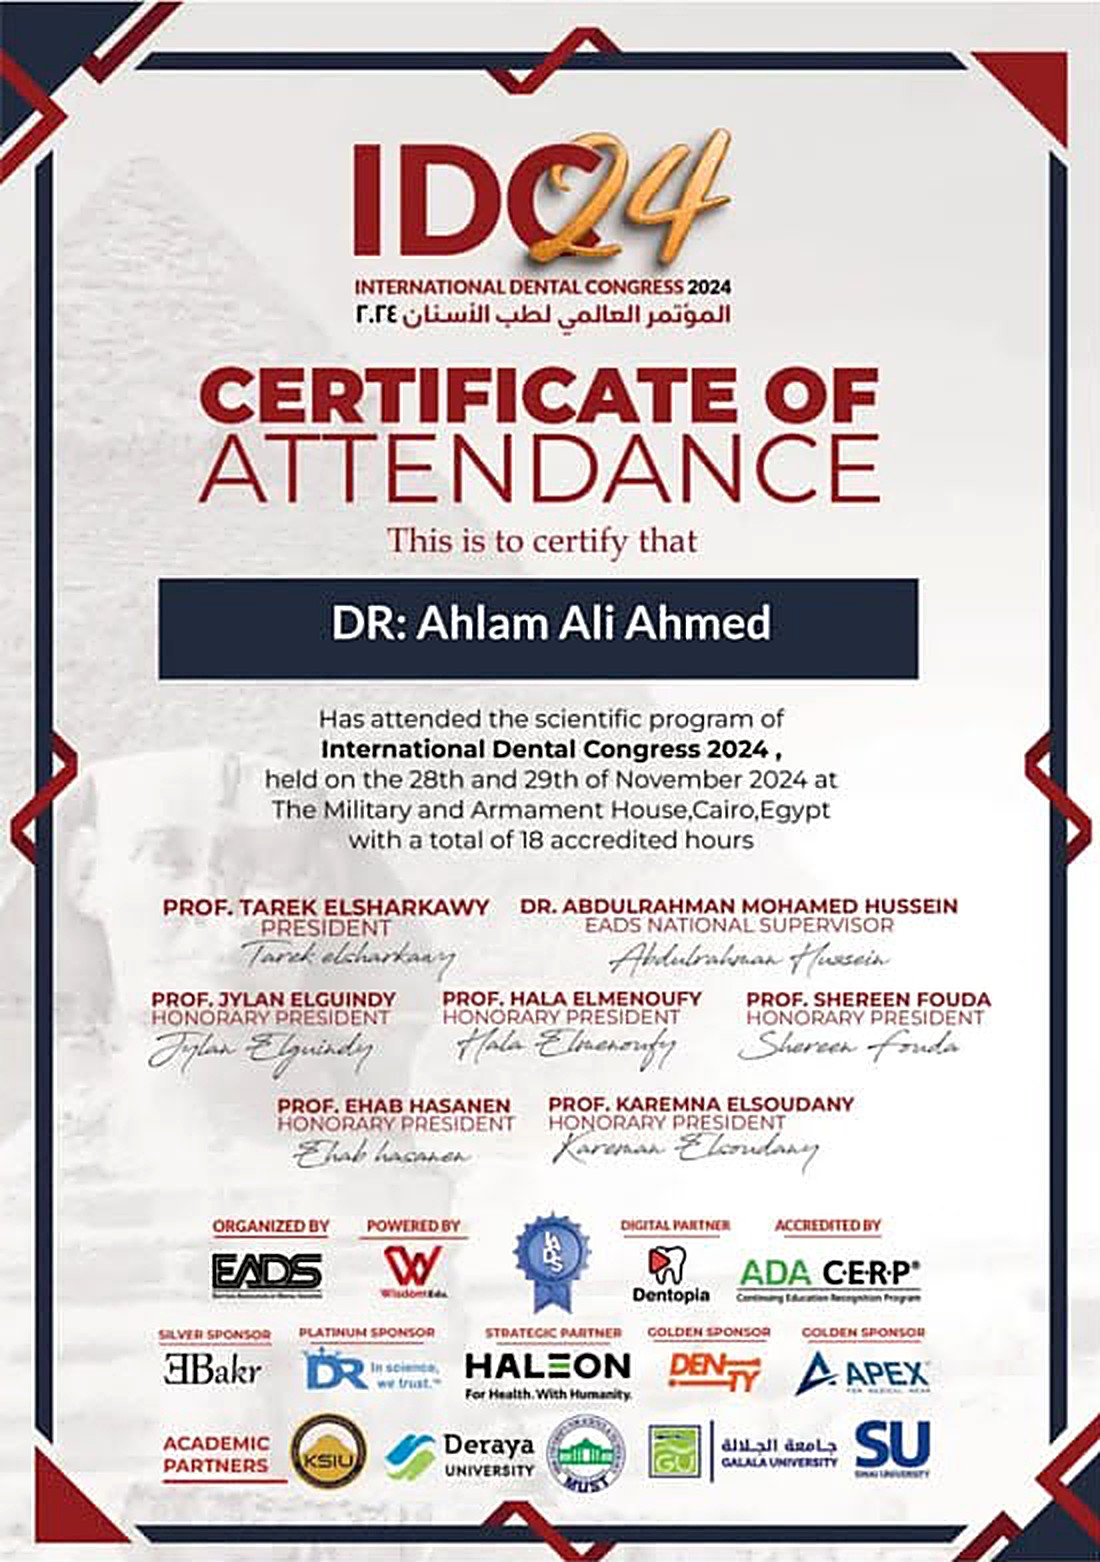 IDC 24
INTERNATIONAL DENTAL CONGRESS 2024
المؤتمر العالمي لطب الأسنان ٢٠٢٤
CERTIFICATE OF
ATTENDANCE
This is to certify that
DR: Ahlam Ali Ahmed
Has attended the scientific program of
International Dental Congress 2024 ,
held on the 28th and 29th of November 2024 at
The Military and Armament House,Cairo,Egypt
with a total of 18 accredited hours
PROF. TAREK ELSHARKAWY
PRESIDENT
Tarek elsharkawy
DR. ABDULRAHMAN MOHAMED HUSSEIN
EADS NATIONAL SUPERVISOR
Abdulrahman Hussein
PROF. JYLAN ELGUINDY
HONORARY PRESIDENT
Jylan Elguindy
PROF. HALA ELMENOUFY
HONORARY PRESIDENT
Hala Elmenoufy
PROF. SHEREEN FOUDA
HONORARY PRESIDENT
Shereen Fouda
PROF. EHAB HASANEN
HONORARY PRESIDENT
Ehab hasanen
PROF. KAREMNA ELSOUDANY
HONORARY PRESIDENT
Kareman Elsoudany
ORGANIZED BY
EADS
POWERED BY
WisdomEdu.
IADS
DIGITAL PARTNER
Dentopia
ACCREDITED BY
ADA C·E·R·P®
Continuing Education Recognition Program
SILVER SPONSOR
Bakr
PLATINUM SPONSOR
DR
In science,
we trust.™
STRATEGIC PARTNER
HALEON
For Health. With Humanity.
GOLDEN SPONSOR
DENTY
GOLDEN SPONSOR
APEX
ACADEMIC
PARTNERS
KSIU
Deraya
UNIVERSITY
MUST
GU
جامعة الجلالة
GALALA UNIVERSITY
SU
SINAI UNIVERSITY